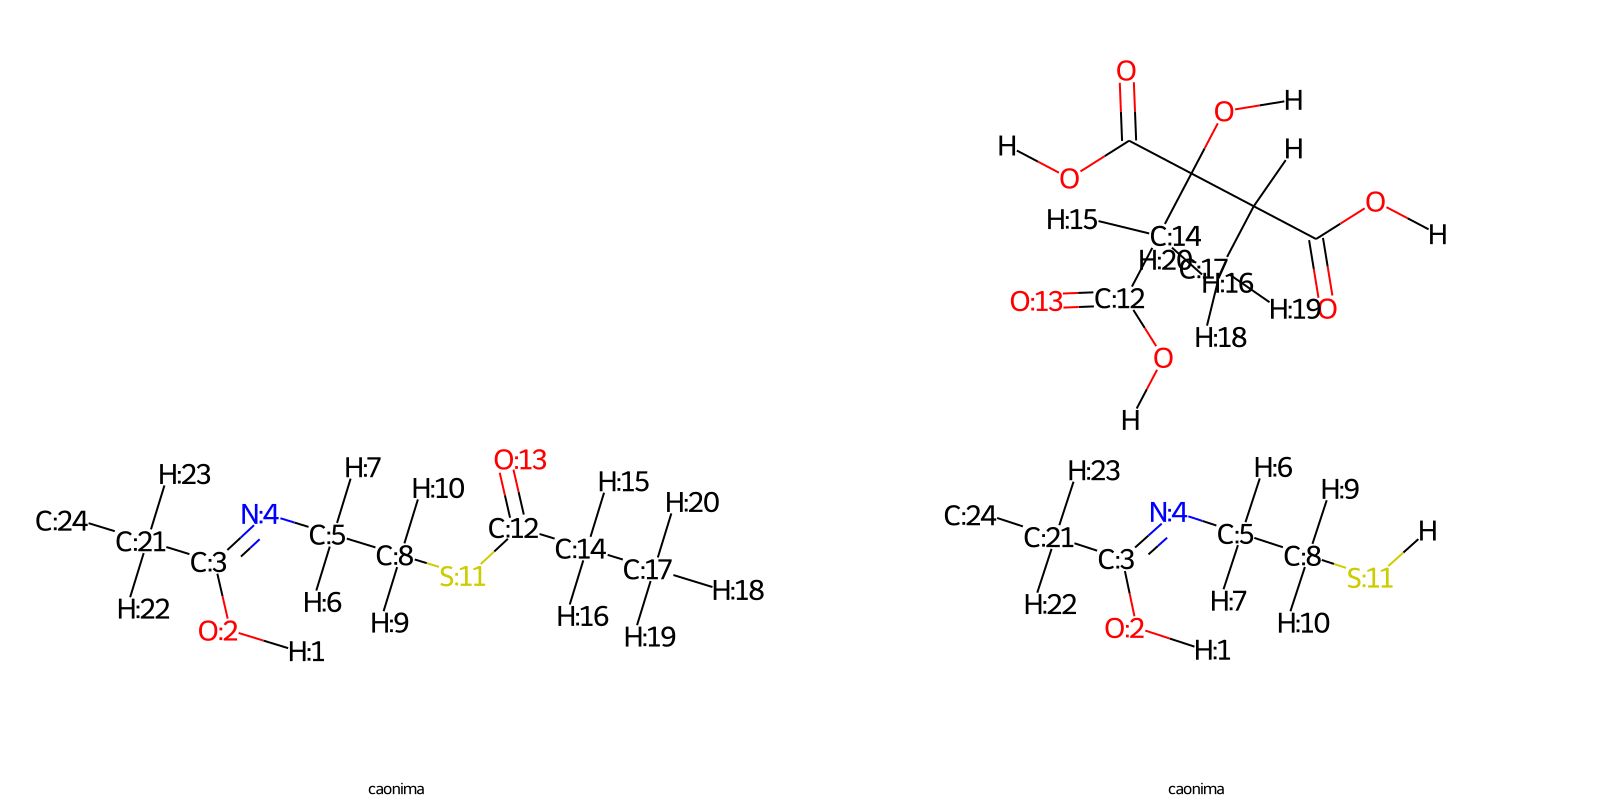 O
O H
H H
O O
H:15 C:14 H
H:20 C:17
H:16
O:13 C:12 H:19 O
H:18
O
H
O:13
H:23 H:7 H:10 H:15 H:20
C:24 C:21 N:4 C:5 C:12 C:14
C:3 C:8 S:11 C:17 H:18
H:22 H:6 H:9 H:16 H:19
O:2 H:1
H:23 H:6 H:9
C:24 C:21 N:4 C:5 H
C:3 C:8 S:11
H:22 H:7 H:10
O:2 H:1
caonima caonima